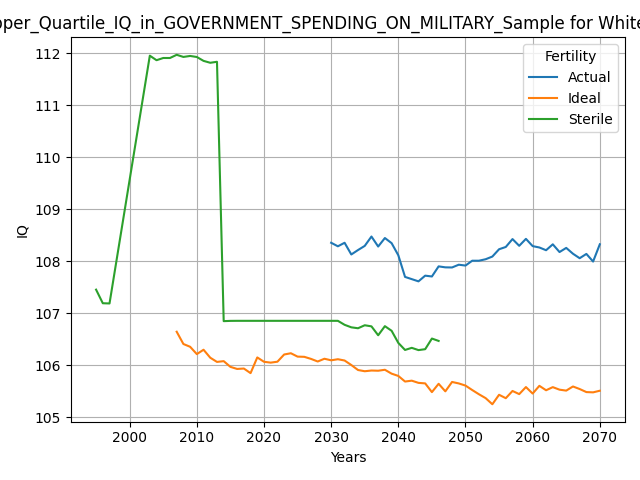 pper_Quartile_IQ_in_GOVERNMENT_SPENDING_ON_MILITARY_Sample for White
112
111
110
109
108
107
106
105
IQ
Fertility
Actual
Ideal
Sterile
2000 2010 2020 2030 2040 2050 2060 2070
Years